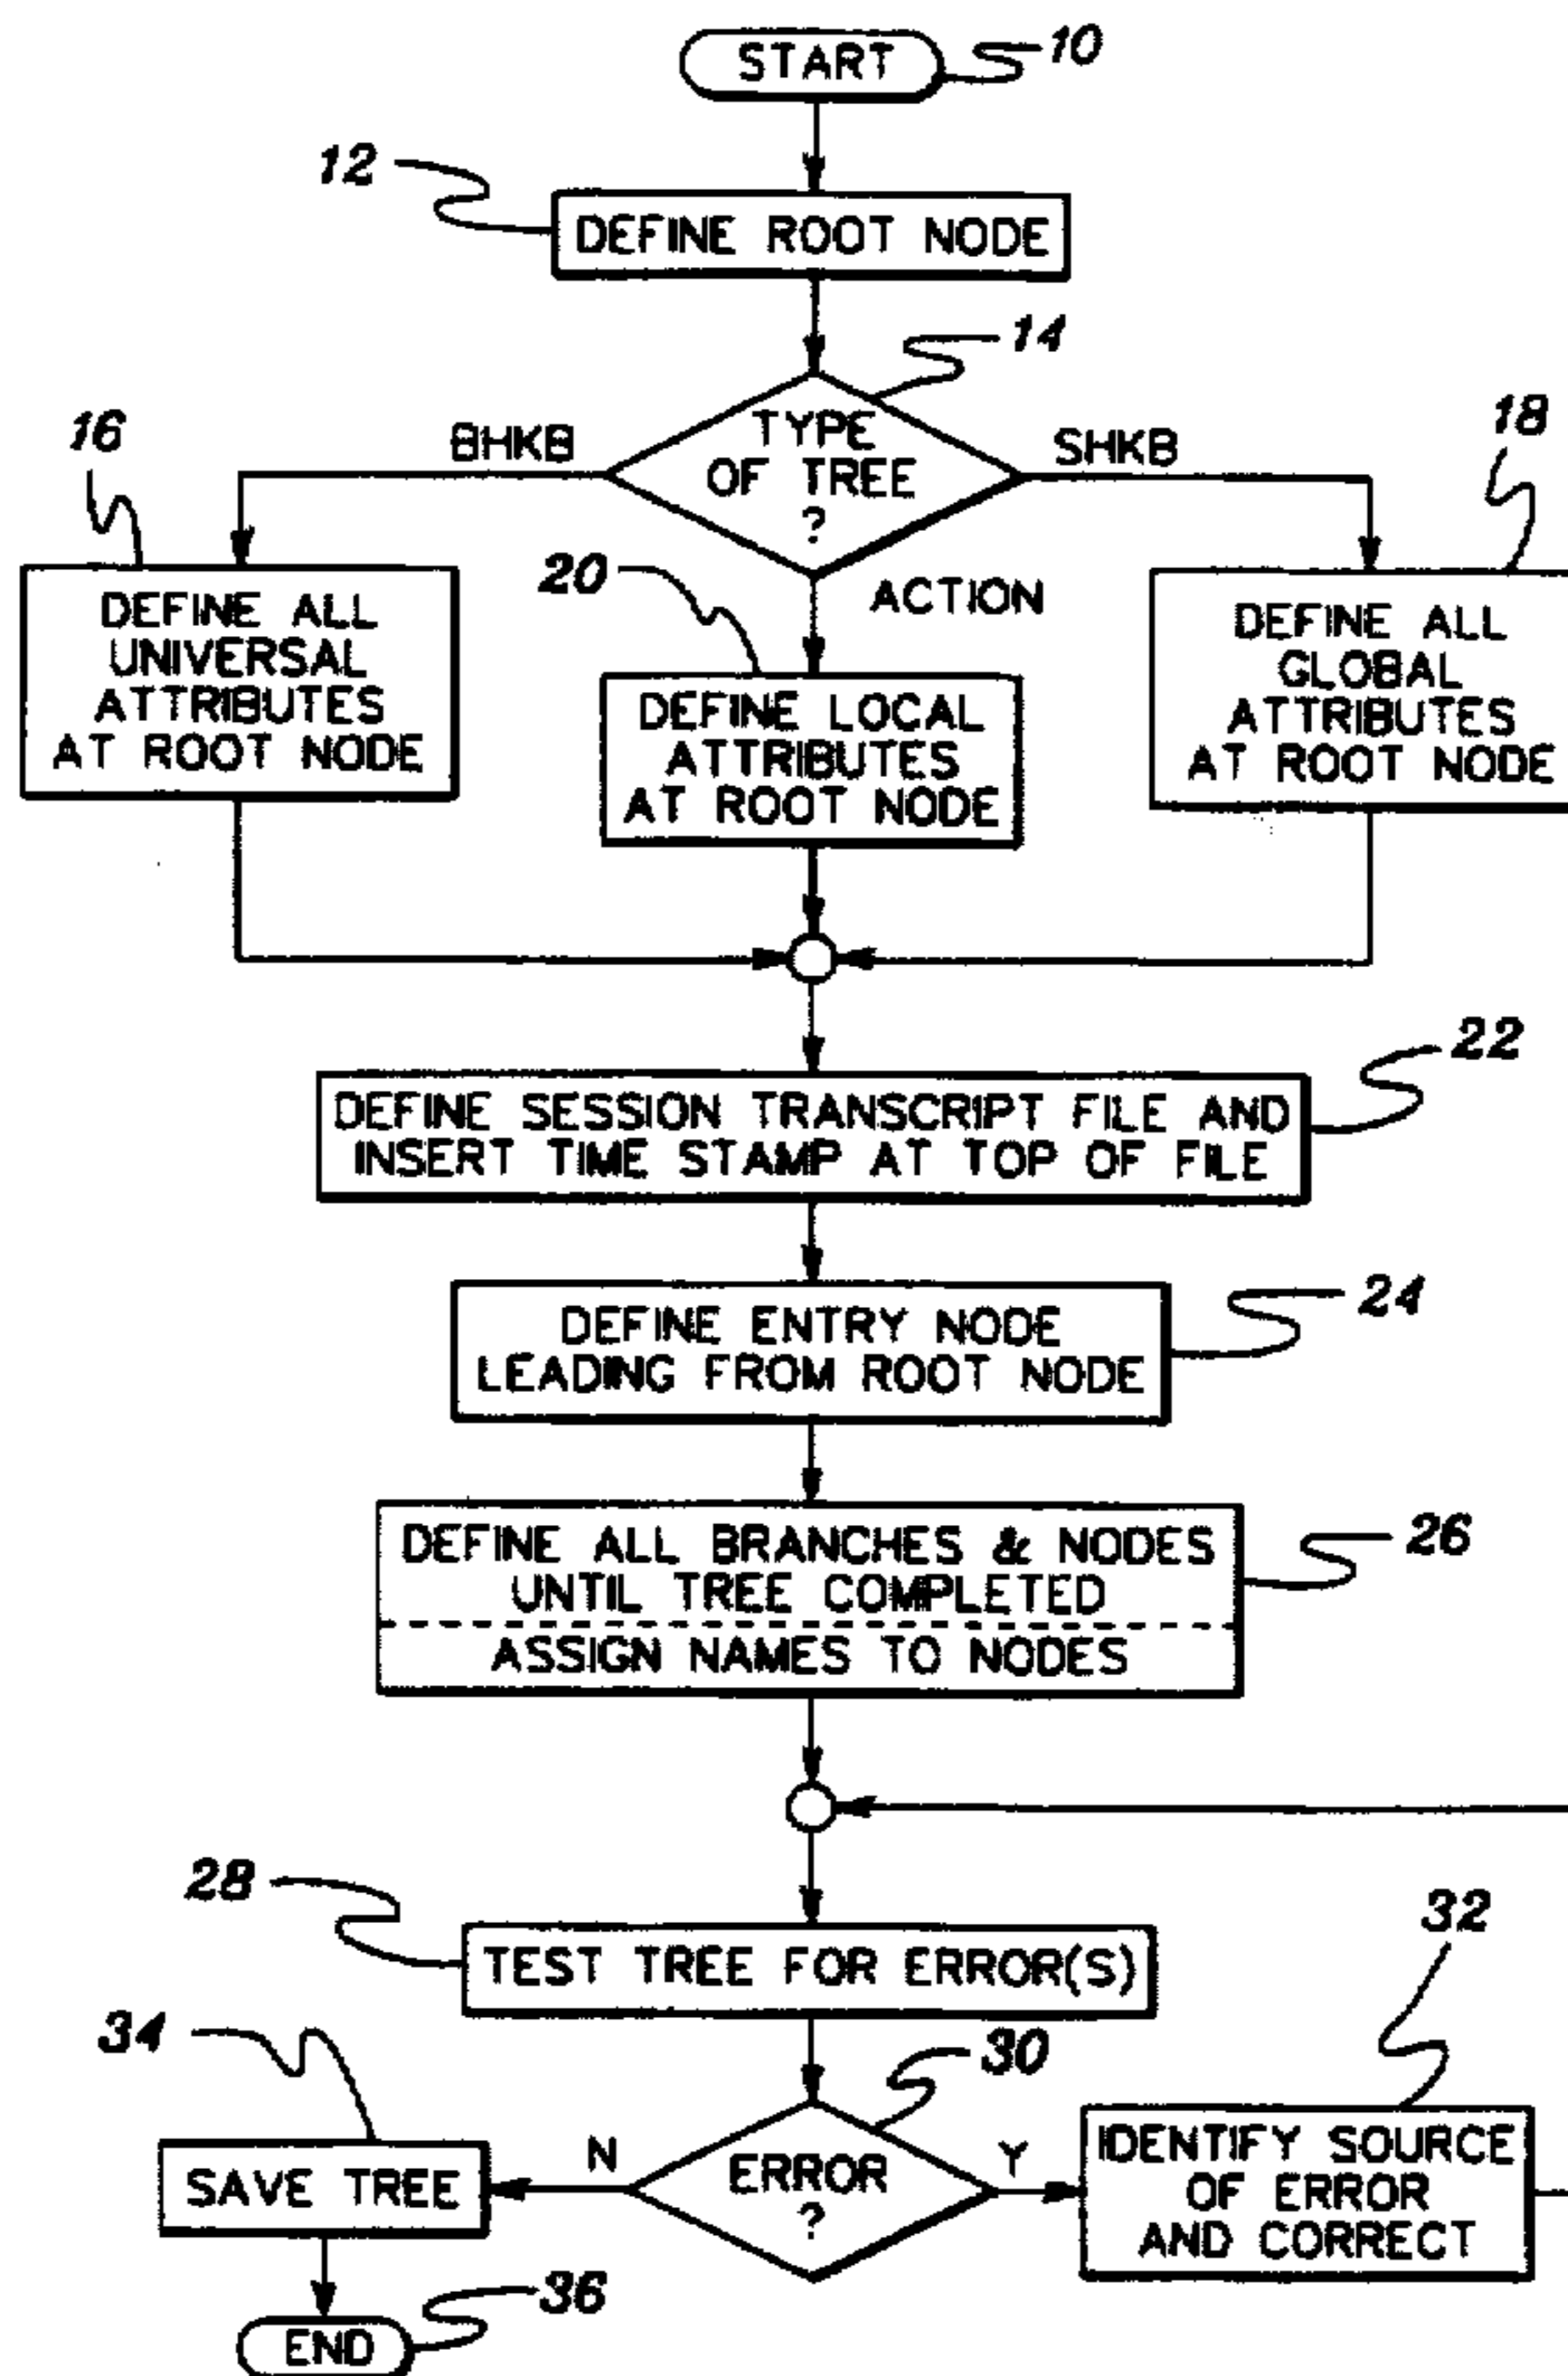 START
10
12
DEFINE ROOT NODE
14
TYPE
OF TREE
?
BHKB
SHKB
ACTION
16
DEFINE ALL
UNIVERSAL
ATTRIBUTES
AT ROOT NODE
20
DEFINE LOCAL
ATTRIBUTES
AT ROOT NODE
18
DEFINE ALL
GLOBAL
ATTRIBUTES
AT ROOT NODE
22
DEFINE SESSION TRANSCRIPT FILE AND
INSERT TIME STAMP AT TOP OF FILE
24
DEFINE ENTRY NODE
LEADING FROM ROOT NODE
26
DEFINE ALL BRANCHES & NODES
UNTIL TREE COMPLETED
ASSIGN NAMES TO NODES
28
TEST TREE FOR ERROR(S)
30
ERROR
?
N
Y
32
IDENTIFY SOURCE
OF ERROR
AND CORRECT
34
SAVE TREE
36
END